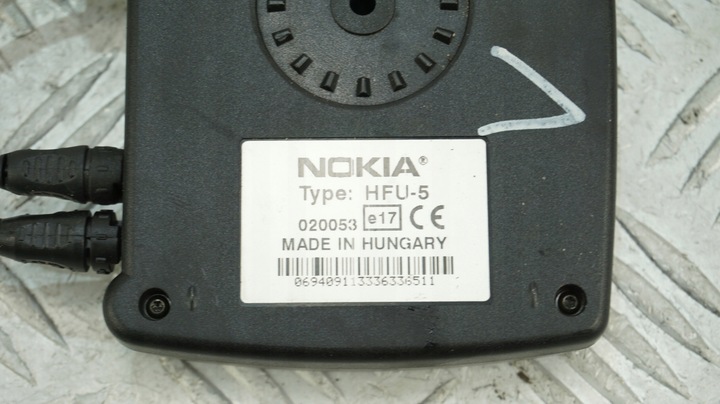 NOKIA®
Type: HFU-5
020053 e17 CE
MADE IN HUNGARY
069409113336336511